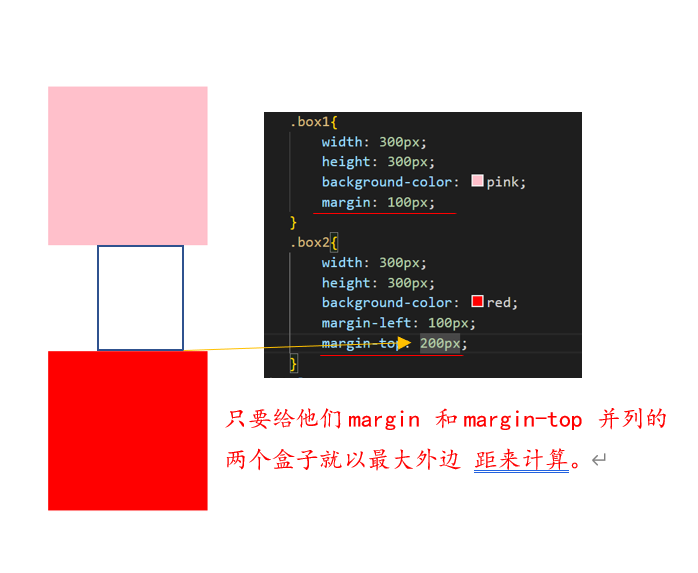 .box1{
width: 300px;
height: 300px;
background-color: pink;
margin: 100px;
}
.box2{
width: 300px;
height: 300px;
background-color: red;
margin-left: 100px;
margin-top: 200px;
}
只要给他们margin 和margin-top 并列的
两个盒子就以最大外边 距来计算。↵